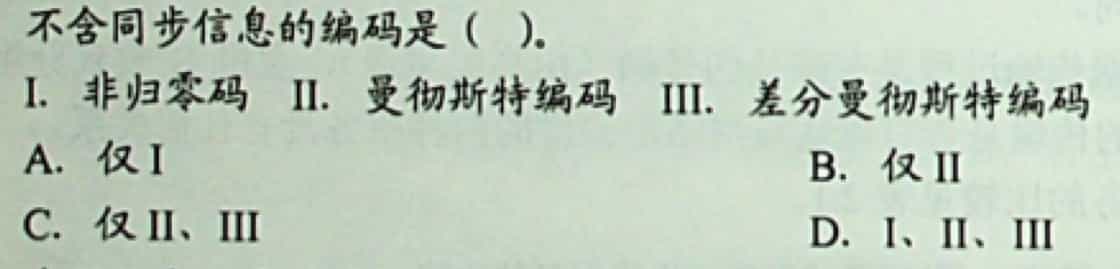 不含同步信息的编码是（ ）。
I. 非归零码 II. 曼彻斯特编码 III. 差分曼彻斯特编码
A. 仅 I B. 仅 II
C. 仅 II、III D. I、II、III